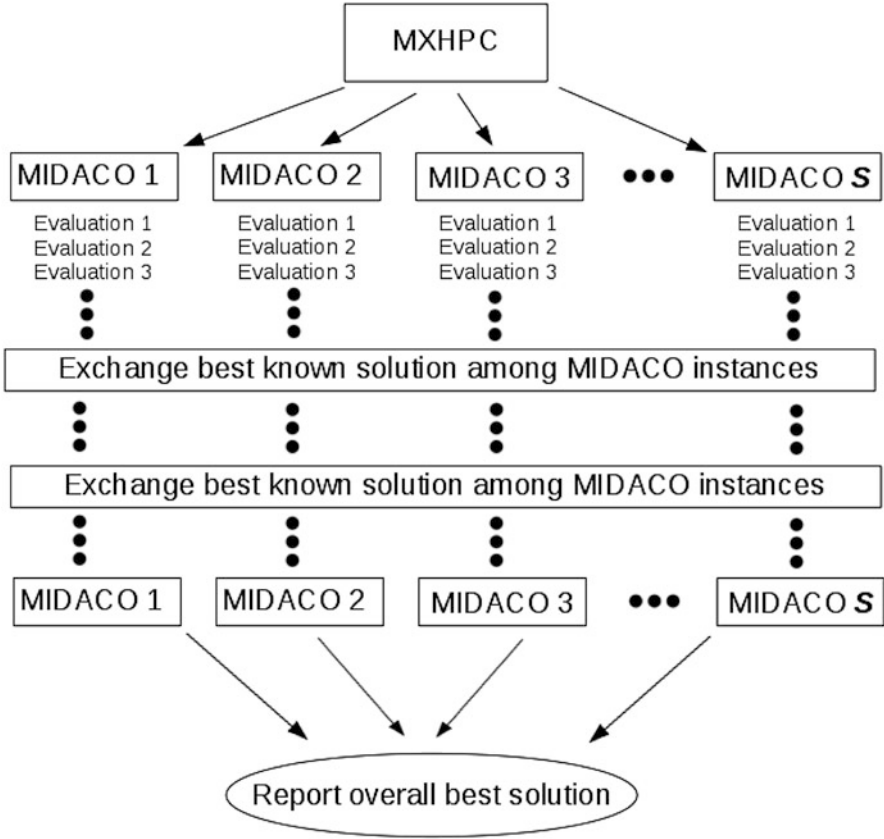 MXHPC
MIDACO 1 MIDACO 2 MIDACO 3 ●●● MIDACO S
Evaluation 1 Evaluation 1 Evaluation 1 Evaluation 1
Evaluation 2 Evaluation 2 Evaluation 2 Evaluation 2
Evaluation 3 Evaluation 3 Evaluation 3 Evaluation 3
Exchange best known solution among MIDACO instances
Exchange best known solution among MIDACO instances
MIDACO 1 MIDACO 2 MIDACO 3 ●●● MIDACO S
Report overall best solution